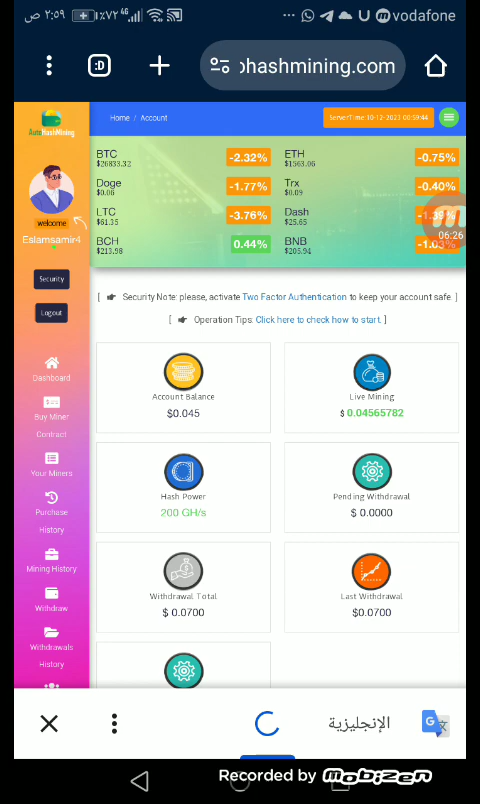 ٢:٥٩ ص
٪٧٢
4G
vodafone
:D
ohashmining.com
AutoHashMining
Home / Account
ServerTime:10-12-2023 00:59:44
welcome
Eslamsamir4
Security
Logout
Dashboard
Buy Miner
Contract
Your Miners
Purchase
History
Mining History
Withdraw
Withdrawals
History
BTC
$26833.32
-2.32%
ETH
$1563.06
-0.75%
Doge
$0.06
-1.77%
Trx
$0.09
-0.40%
LTC
$61.35
-3.76%
Dash
$25.65
-1.39%
BCH
$213.98
0.44%
BNB
$205.94
-1.03%
06:26
[ Security Note: please, activate Two Factor Authentication to keep your account safe ]
[ Operation Tips: Click here to check how to start. ]
Account Balance
$0.045
Live Mining
$ 0.04565782
Hash Power
200 GH/s
Pending Withdrawal
$ 0.0000
Withdrawal Total
$ 0.0700
Last Withdrawal
$0.0700
الإنجليزية
Recorded by Mobizen